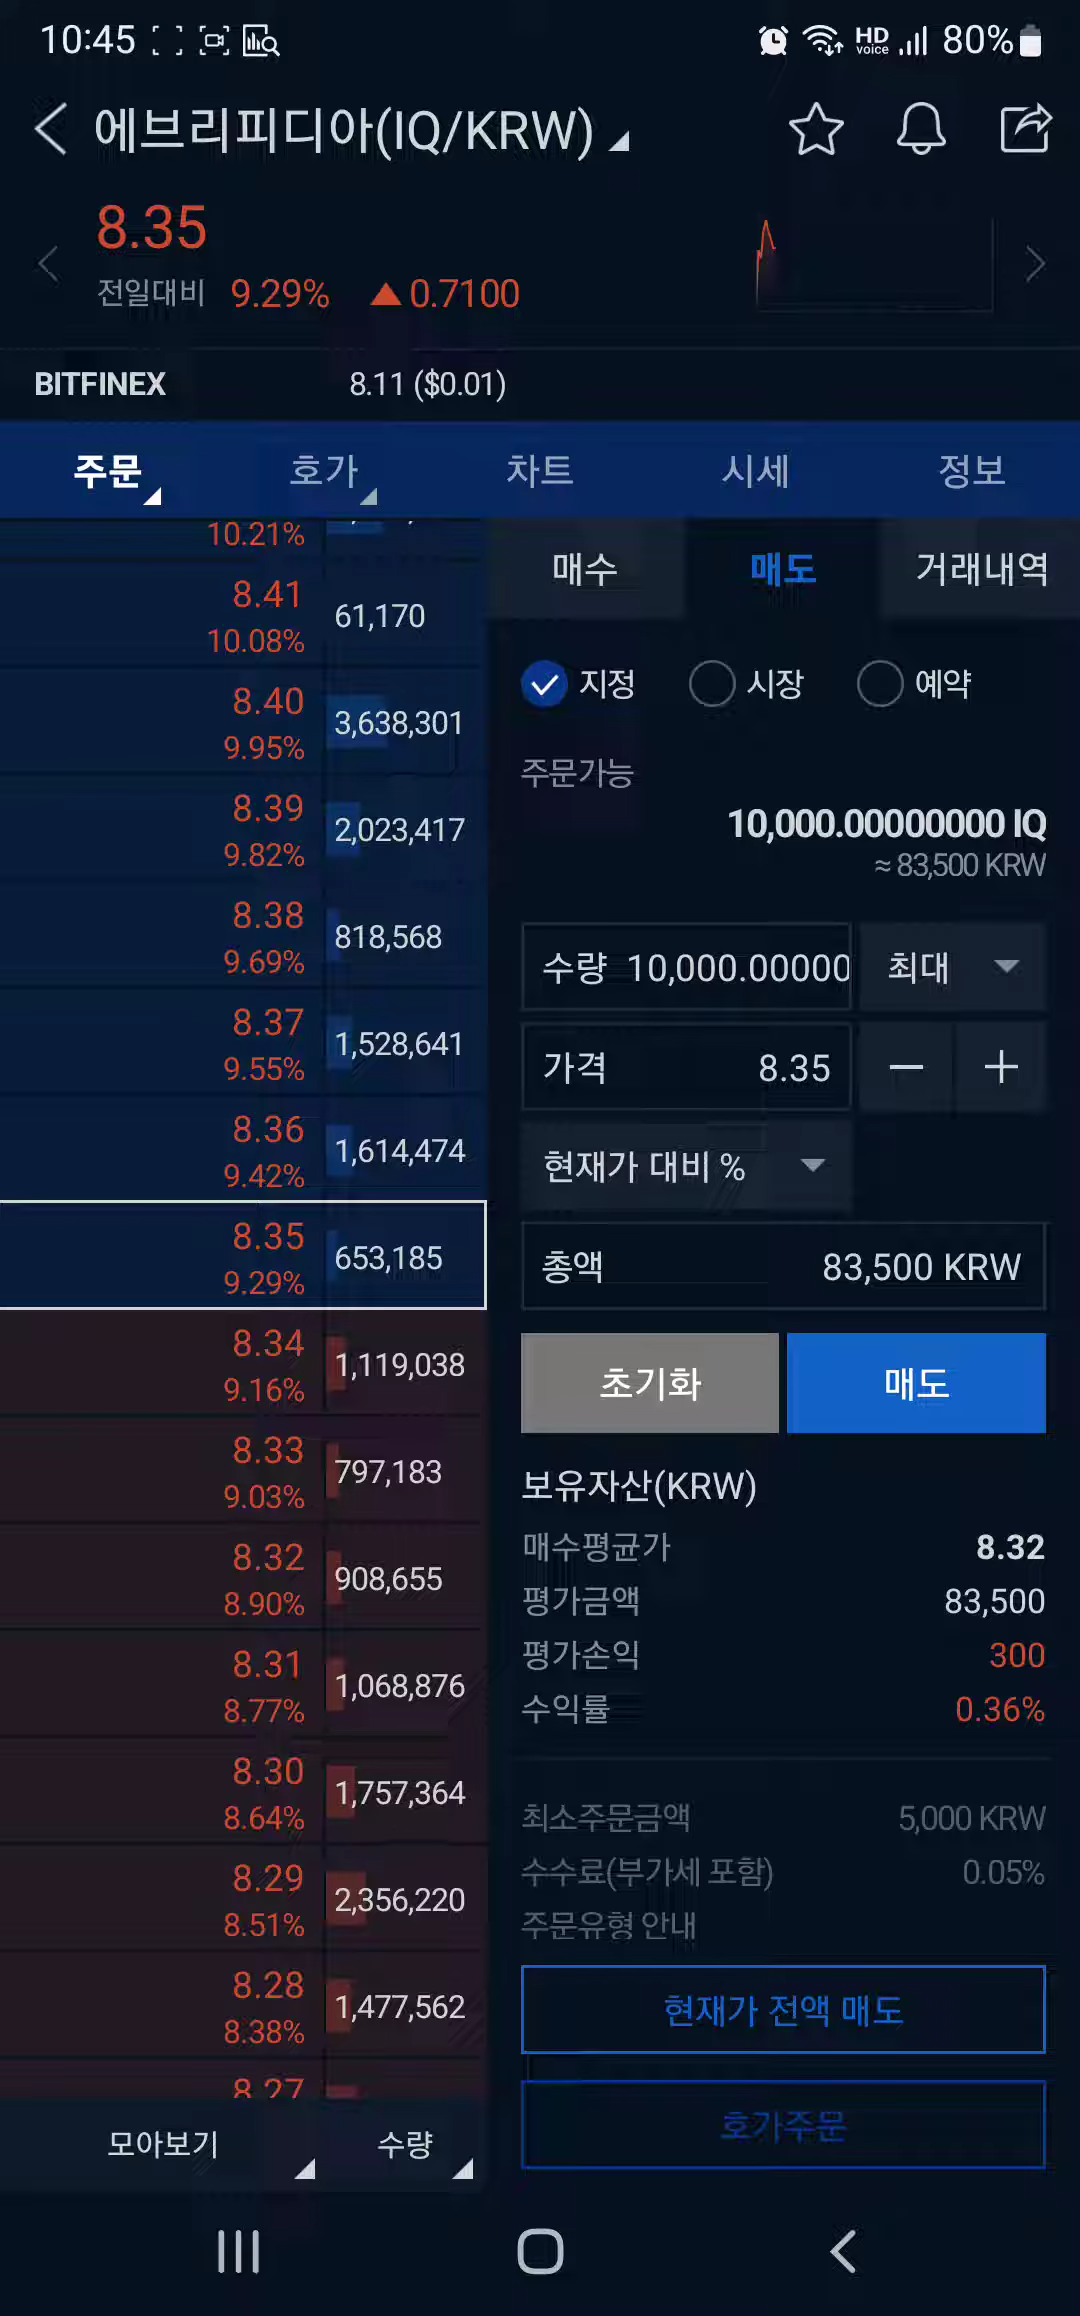 10:45
HD voice 80%
에브리피디아(IQ/KRW)
8.35
전일대비 9.29% ▲ 0.7100
BITFINEX 8.11 ($0.01)
주문 호가 차트 시세 정보
10.21%
8.41 61,170
10.08%
8.40 3,638,301
9.95%
8.39 2,023,417
9.82%
8.38 818,568
9.69%
8.37 1,528,641
9.55%
8.36 1,614,474
9.42%
8.35 653,185
9.29%
8.34 1,119,038
9.16%
8.33 797,183
9.03%
8.32 908,655
8.90%
8.31 1,068,876
8.77%
8.30 1,757,364
8.64%
8.29 2,356,220
8.51%
8.28 1,477,562
8.38%
8.27
모아보기 수량
매수 매도 거래내역
지정 시장 예약
주문가능
10,000.00000000 IQ
≈ 83,500 KRW
수량 10,000.00000 최대
가격 8.35 − +
현재가 대비 %
총액 83,500 KRW
초기화 매도
보유자산(KRW)
매수평균가 8.32
평가금액 83,500
평가손익 300
수익률 0.36%
최소주문금액 5,000 KRW
수수료(부가세 포함) 0.05%
주문유형 안내
현재가 전액 매도
호가주문